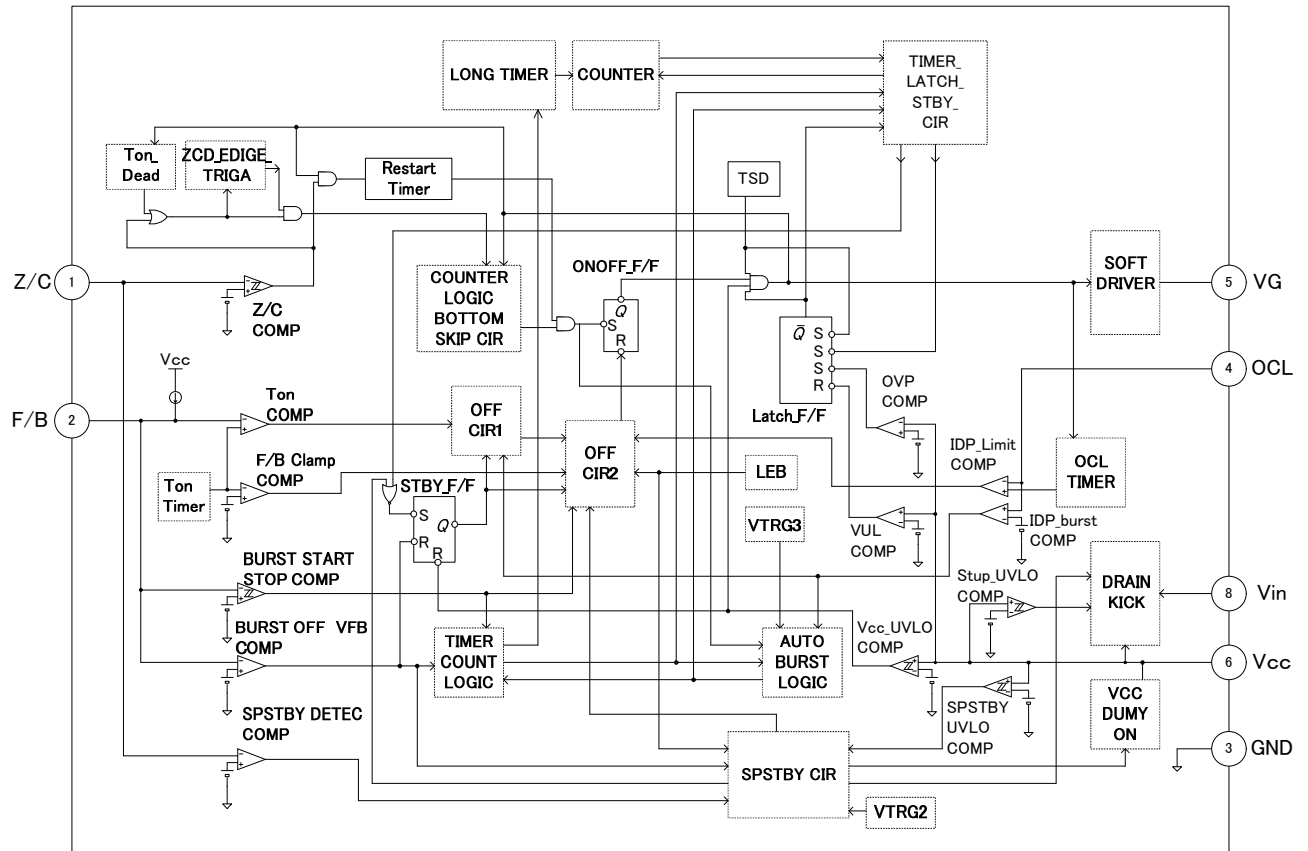 LONG TIMER
COUNTER
TIMER_
LATCH_
STBY_
CIR
Ton_
Dead
ZCD_EDIGE_
TRIGA
Restart
Timer
TSD
Z/C
1
Z/C
COMP
COUNTER
LOGIC
BOTTOM
SKIP CIR
ONOFF_F/F
Q
S
R
SOFT
DRIVER
5
VG
Q
S
S
S
R
Latch_F/F
4
OCL
Vcc
F/B
2
Ton
COMP
OFF
CIR1
OFF
CIR2
OVP
COMP
IDP_Limit
COMP
OCL
TIMER
F/B Clamp
COMP
Ton
Timer
STBY_F/F
S
Q
R
R
LEB
VTRG3
VUL
COMP
IDP_burst
COMP
BURST START
STOP COMP
Stup_UVLO
COMP
DRAIN
KICK
8
Vin
BURST OFF VFB
COMP
TIMER
COUNT
LOGIC
AUTO
BURST
LOGIC
Vcc_UVLO
COMP
6
Vcc
SPSTBY DETEC
COMP
SPSTBY
UVLO
COMP
VCC
DUMY
ON
3
GND
SPSTBY CIR
VTRG2